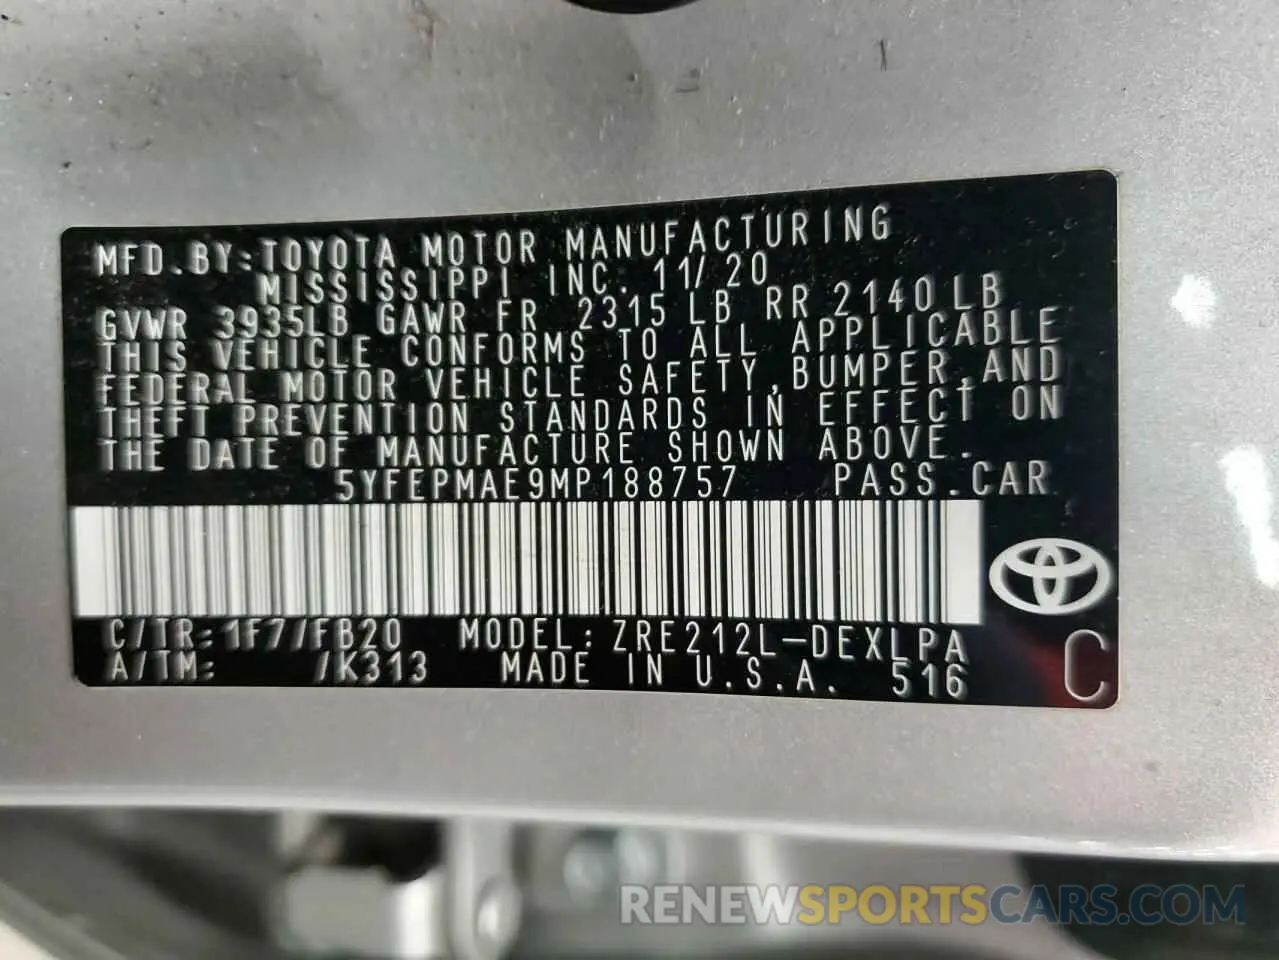 MFD.BY:TOYOTA MOTOR MANUFACTURING
MISSISSIPPI INC. 11/20
GVWR 3935LB GAWR FR 2315LB RR 2140LB
THIS VEHICLE CONFORMS TO ALL APPLICABLE
FEDERAL MOTOR VEHICLE SAFETY,BUMPER,AND
THEFT PREVENTION STANDARDS IN EFFECT ON
THE DATE OF MANUFACTURE SHOWN ABOVE.
5YFEPMAE9MP188757 PASS.CAR
C/TR:1F7/FB20 MODEL:ZRE212L-DEXLPA
A/TM: /K313 MADE IN U.S.A. 516
C
RENEWSPORTSCARS.COM